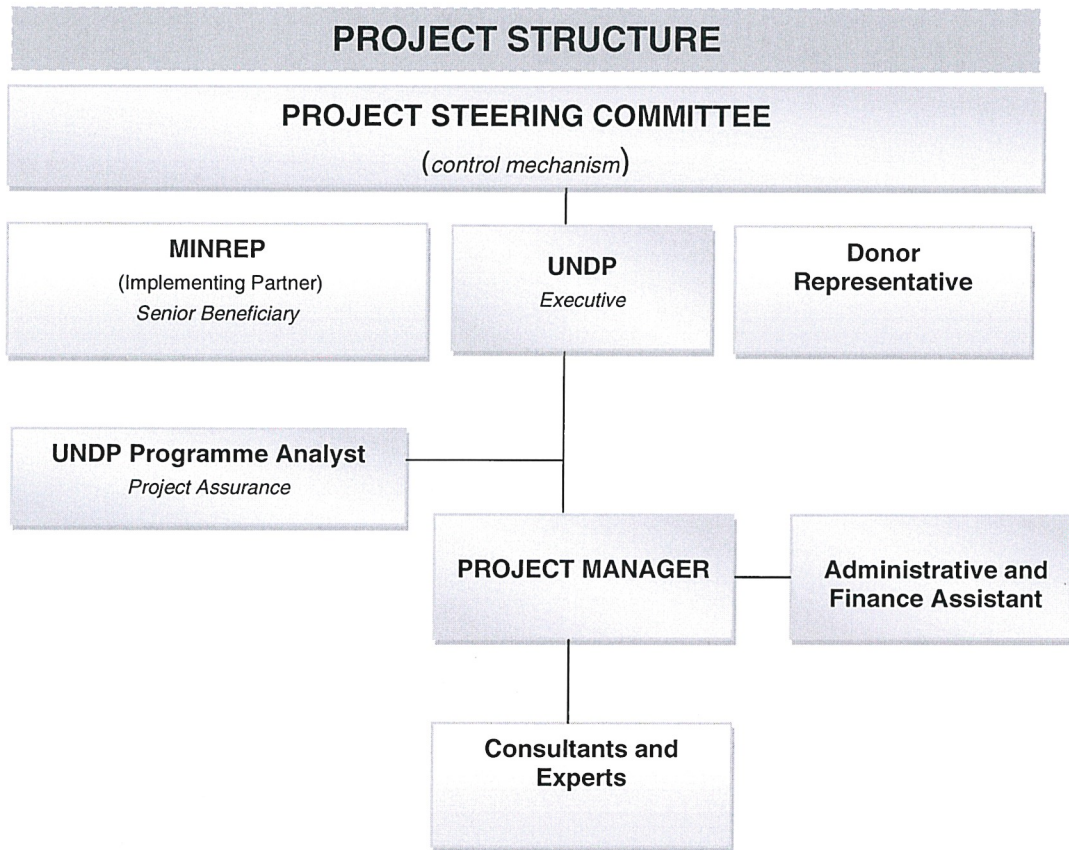 PROJECT STRUCTURE
PROJECT STEERING COMMITTEE
(control mechanism)
MINREP
(Implementing Partner)
Senior Beneficiary
UNDP
Executive
Donor
Representative
UNDP Programme Analyst
Project Assurance
PROJECT MANAGER
Administrative and
Finance Assistant
Consultants and
Experts